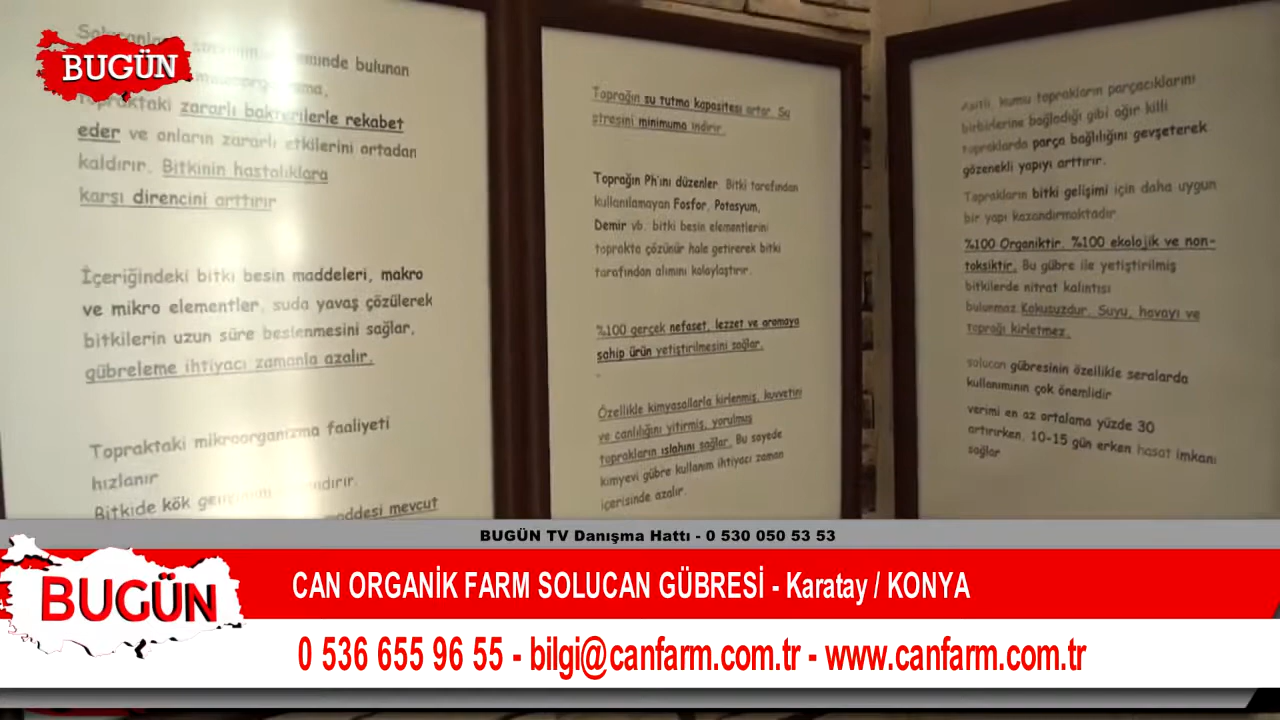 BUGÜN
bulunan
zararlı bakterilerle rekabet
eder ve onların zararlı etkilerini ortadan
kaldırır. Bitkinin hastalıklara
karşı direncini arttırır
İçeriğindeki bitki besin maddeleri, makro
ve mikro elementler, suda yavaş çözülerek
bitkilerin uzun süre beslenmesini sağlar,
gübreleme ihtiyacı zamanla azalır.
Topraktaki mikroorganizma faaliyeti
hızlanır
Bitkide kök
mevcut
Toprağın su tutma kapasitesi artar. Su
stresini minimuma indirir.
Toprağın Ph'ını düzenler. Bitki tarafından
kullanılamayan Fosfor, Potasyum,
Demir vb. bitki besin elementlerini
toprakta çözünür hale getirerek bitki
tarafından alımını kolaylaştırır.
%100 gerçek nefaset, lezzet ve aromaya
sahip ürün yetiştirilmesini sağlar.
Özellikle kimyasallarla kirlenmiş, kuvvetini
ve canlılığını yitirmiş, yorulmuş
toprakların ıslahını sağlar. Bu sayede
kimyevi gübre kullanım ihtiyacı zaman
içerisinde azalır.
kumu toprakların parçacıklarını
birbirlerine bağladığı gibi ağır killi
topraklarda parça bağlılığını gevşeterek
gözenekli yapıyı arttırır.
Toprakların bitki gelişimi için daha uygun
bir yapı kazandırmaktadır
%100 Organiktir. %100 ekolojik ve non-
toksiktir. Bu gübre ile yetiştirilmiş
bitkilerde nitrat kalıntısı
bulunmaz. Kokusuzdur. Suyu, havayı ve
toprağı kirletmez.
solucan gübresinin özellikle seralarda
kullanımının çok önemlidir
verimi en az ortalama yüzde 30
artırırken, 10-15 gün erken hasat imkanı
sağlar
BUGÜN TV Danışma Hattı - 0 530 050 53 53
BUGÜN
CAN ORGANİK FARM SOLUCAN GÜBRESİ - Karatay / KONYA
0 536 655 96 55 - bilgi@canfarm.com.tr - www.canfarm.com.tr